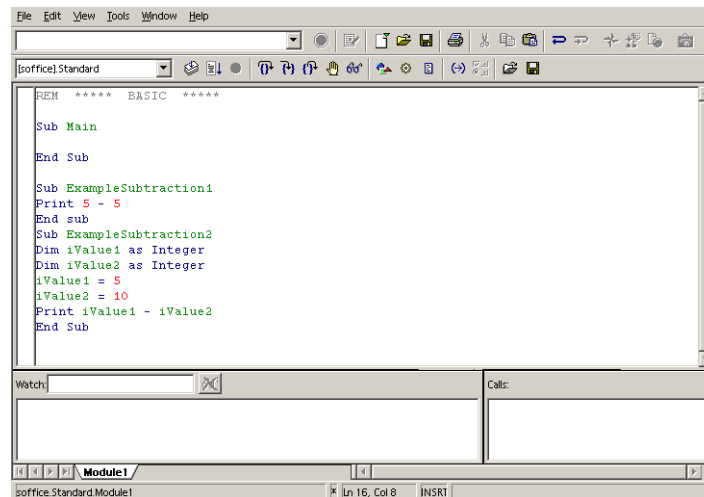 File Edit View Tools Window Help
[soffice].Standard
REM ***** BASIC *****
Sub Main
End Sub
Sub ExampleSubtraction1
Print 5 - 5
End sub
Sub ExampleSubtraction2
Dim iValue1 as Integer
Dim iValue2 as Integer
iValue1 = 5
iValue2 = 10
Print iValue1 - iValue2
End Sub
Watch:
Calls:
Module1
soffice.Standard.Module1 * Ln 16, Col 8 INSRT